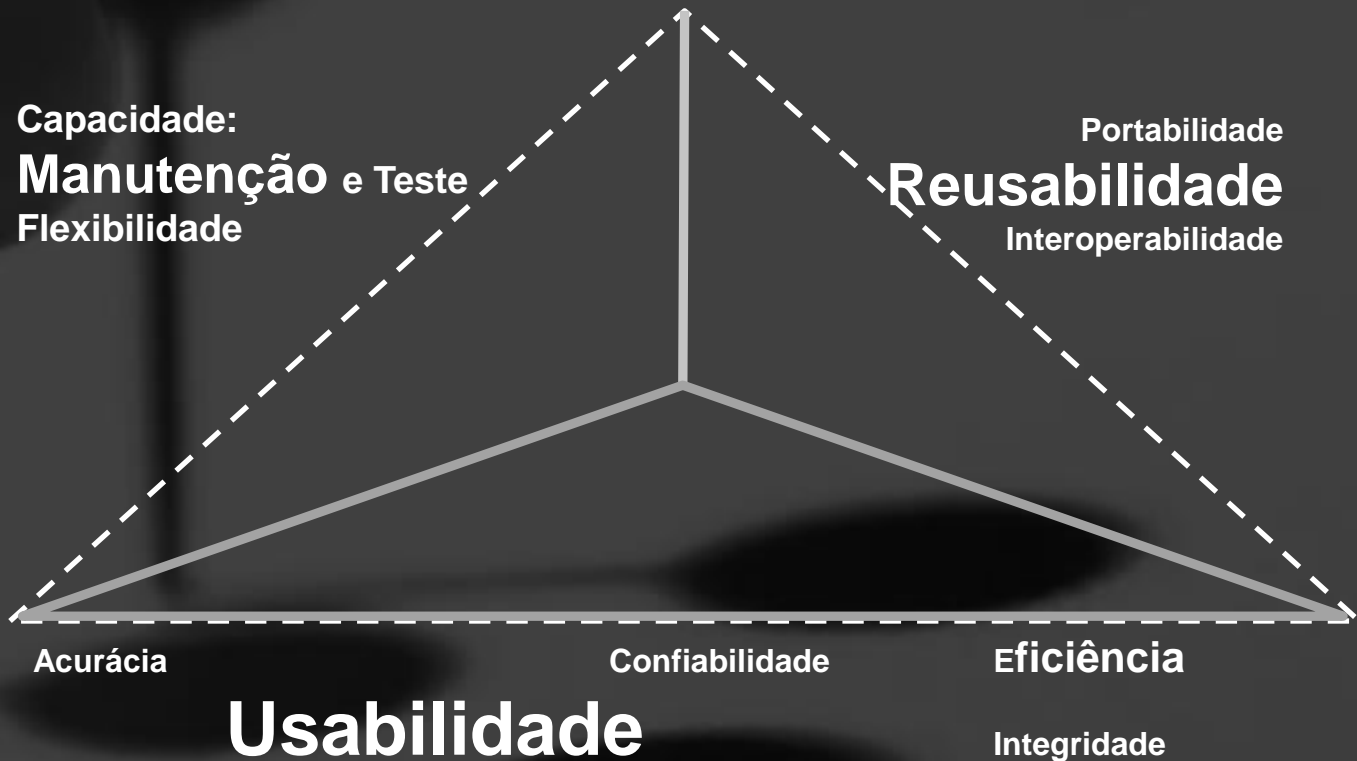 Capacidade:
Manutenção e Teste
Flexibilidade
Portabilidade
Reusabilidade
Interoperabilidade
Acurácia Confiabilidade Eficiência
Usabilidade Integridade